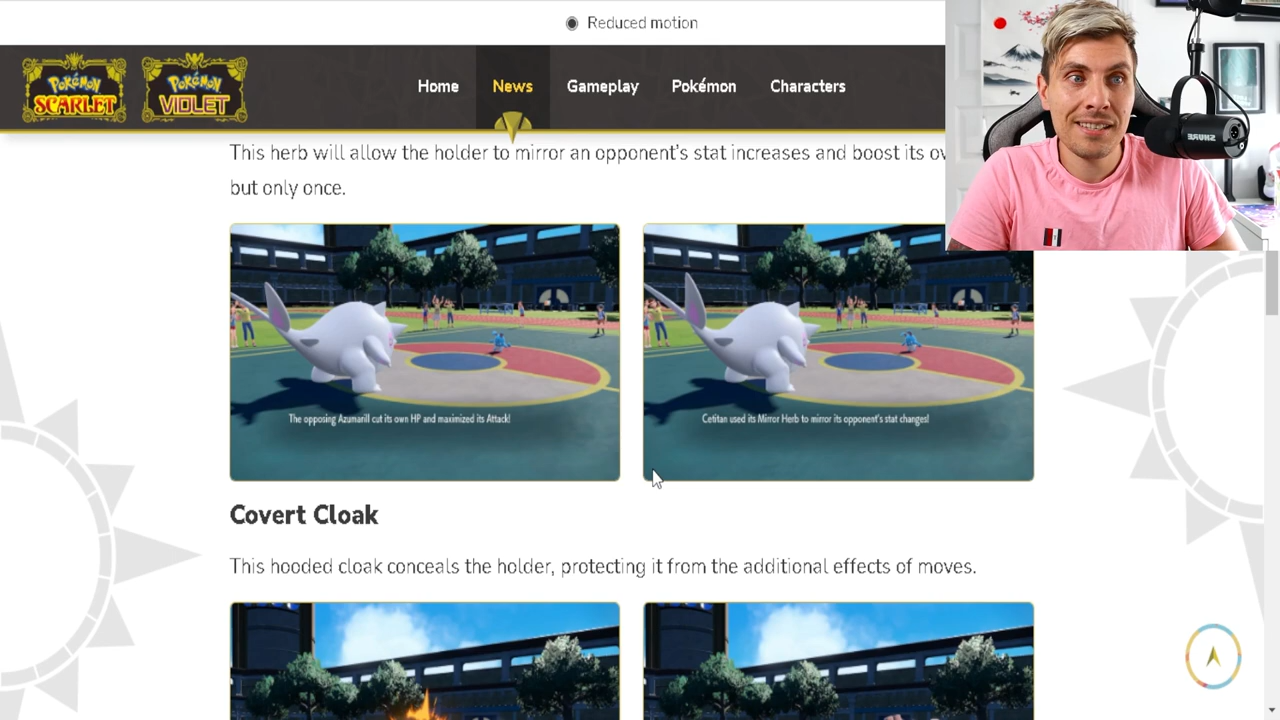 Reduced motion
POKÉMON SCARLET
POKÉMON VIOLET
Home News Gameplay Pokémon Characters
This herb will allow the holder to mirror an opponent's stat increases and boost its
but only once.
The opposing Azumarill cut its own HP and maximized its Attack!
Cetitan used its Mirror Herb to mirror its opponent's stat changes!
Covert Cloak
This hooded cloak conceals the holder, protecting it from the additional effects of moves.
SHURE